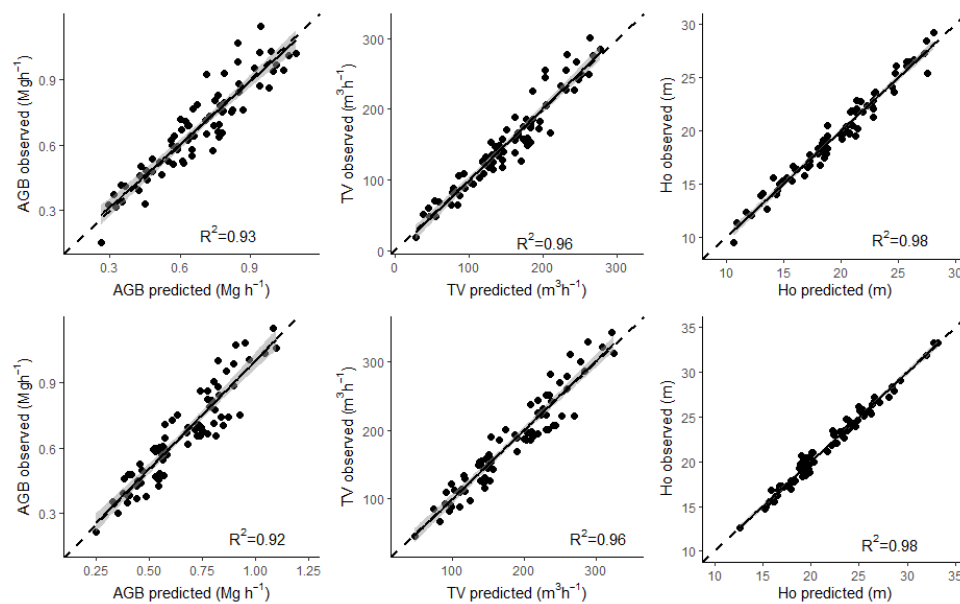 AGB observed (Mgh⁻¹)
0.9
0.6
0.3
R²=0.93
0.3 0.6 0.9
AGB predicted (Mg h⁻¹)
TV observed (m³h⁻¹)
300
200
100
0
R²=0.96
0 100 200 300
TV predicted (m³h⁻¹)
Ho observed (m)
30
25
20
15
10
R²=0.98
10 15 20 25 30
Ho predicted (m)
AGB observed (Mgh⁻¹)
0.9
0.6
0.3
R²=0.92
0.25 0.50 0.75 1.00 1.25
AGB predicted (Mg h⁻¹)
TV observed (m³h⁻¹)
300
200
100
R²=0.96
100 200 300
TV predicted (m³h⁻¹)
Ho observed (m)
35
30
25
20
15
10
R²=0.98
10 15 20 25 30 35
Ho predicted (m)